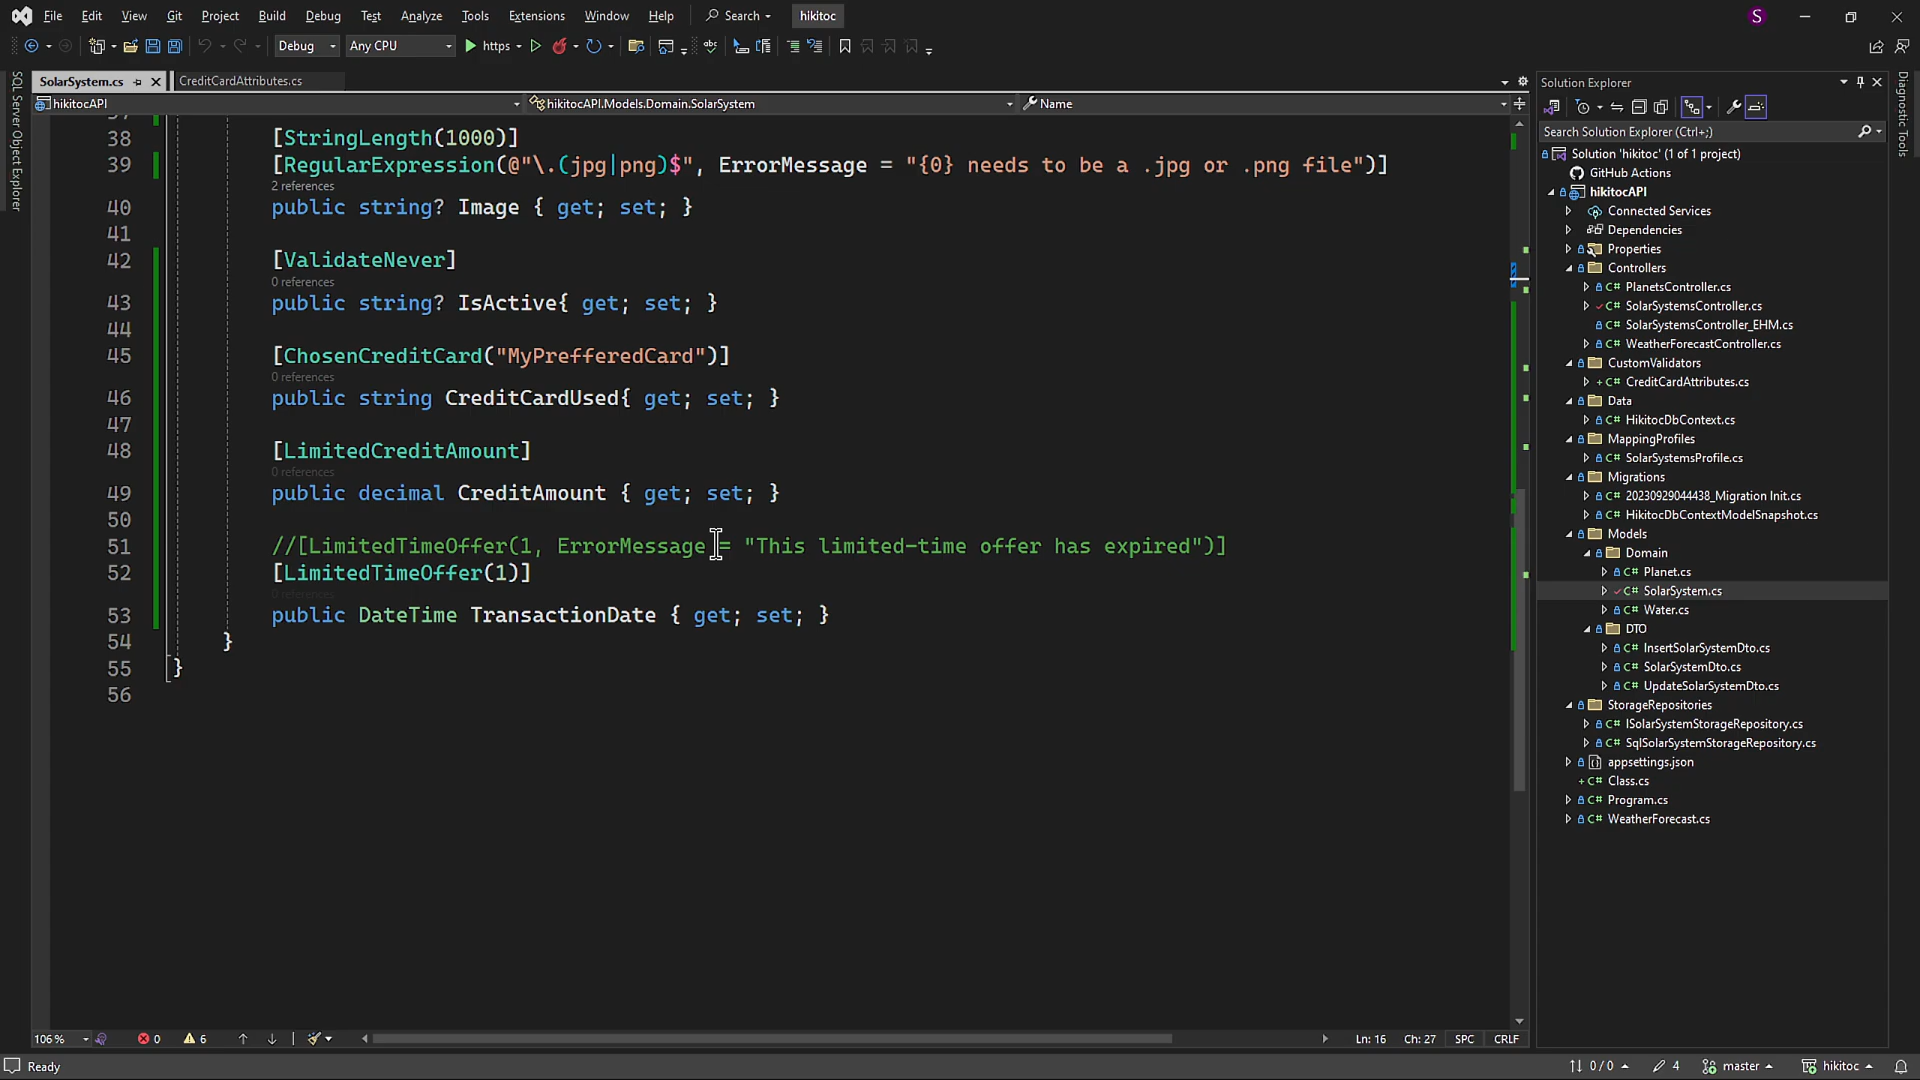 File Edit View Git Project Build Debug Test Analyze Tools Extensions Window Help Search hikitoc S
Debug Any CPU https
SQL Server Object Explorer
SolarSystem.cs CreditCardAttributes.cs
hikitocAPI hikitocAPI.Models.Domain.SolarSystem Name
38 [StringLength(1000)]
39 [RegularExpression(@"\.(jpg|png)$", ErrorMessage = "{0} needs to be a .jpg or .png file")]
2 references
40 public string? Image { get; set; }
41
42 [ValidateNever]
0 references
43 public string? IsActive{ get; set; }
44
45 [ChosenCreditCard("MyPrefferedCard")]
0 references
46 public string CreditCardUsed{ get; set; }
47
48 [LimitedCreditAmount]
0 references
49 public decimal CreditAmount { get; set; }
50
51 //[LimitedTimeOffer(1, ErrorMessage = "This limited-time offer has expired")]
52 [LimitedTimeOffer(1)]
0 references
53 public DateTime TransactionDate { get; set; }
54 }
55 }
56
106 % 0 6 Ln: 16 Ch: 27 SPC CRLF
Solution Explorer
Search Solution Explorer (Ctrl+;)
Solution 'hikitoc' (1 of 1 project)
GitHub Actions
hikitocAPI
Connected Services
Dependencies
Properties
Controllers
C# PlanetsController.cs
C# SolarSystemsController.cs
C# SolarSystemsController_EHM.cs
C# WeatherForecastController.cs
CustomValidators
+ C# CreditCardAttributes.cs
Data
C# HikitocDbContext.cs
MappingProfiles
C# SolarSystemsProfile.cs
Migrations
C# 20230929044438_Migration Init.cs
C# HikitocDbContextModelSnapshot.cs
Models
Domain
C# Planet.cs
C# SolarSystem.cs
C# Water.cs
DTO
C# InsertSolarSystemDto.cs
C# SolarSystemDto.cs
C# UpdateSolarSystemDto.cs
StorageRepositories
C# ISolarSystemStorageRepository.cs
C# SqlSolarSystemStorageRepository.cs
appsettings.json
+ C# Class.cs
C# Program.cs
C# WeatherForecast.cs
Diagnostic Tools
Ready 0 / 0 4 master hikitoc